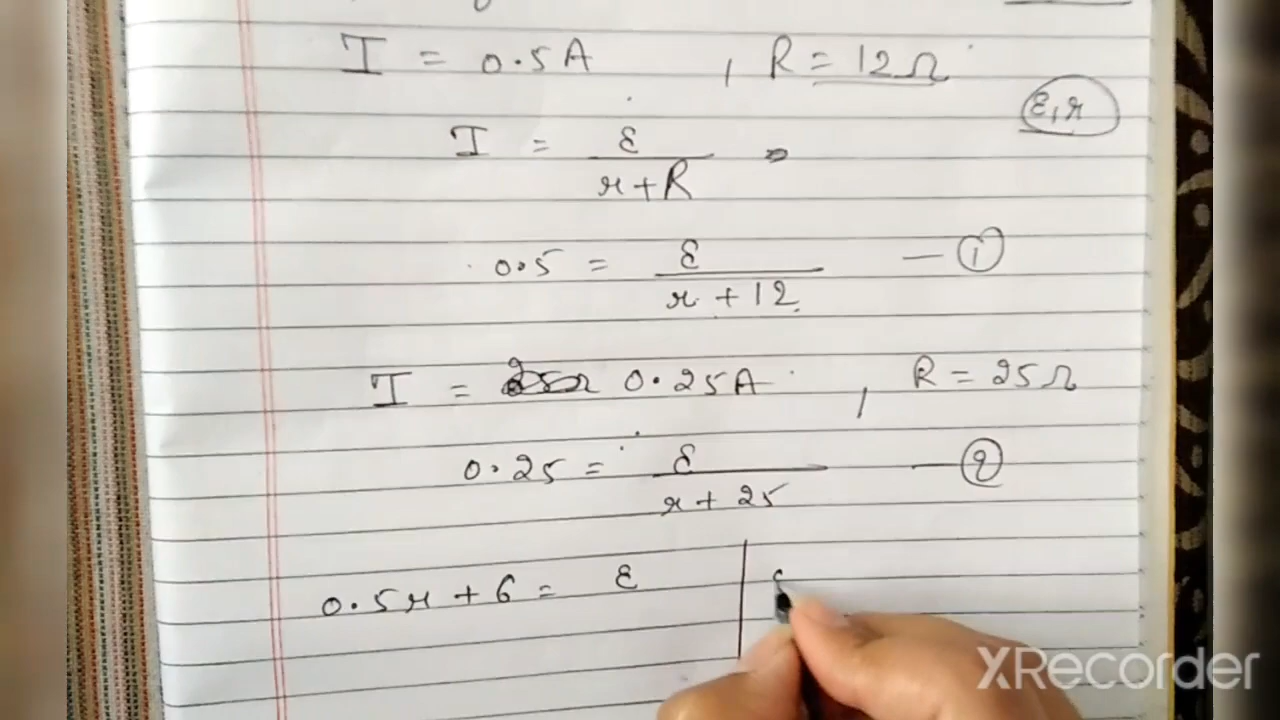 I = 0.5A , R = 12Ω
ε, r
I = ε / r + R
0.5 = ε / r + 12 — ①
I = 0.25A , R = 25Ω
0.25 = ε / r + 25 — ②
0.5r + 6 = ε
XRecorder